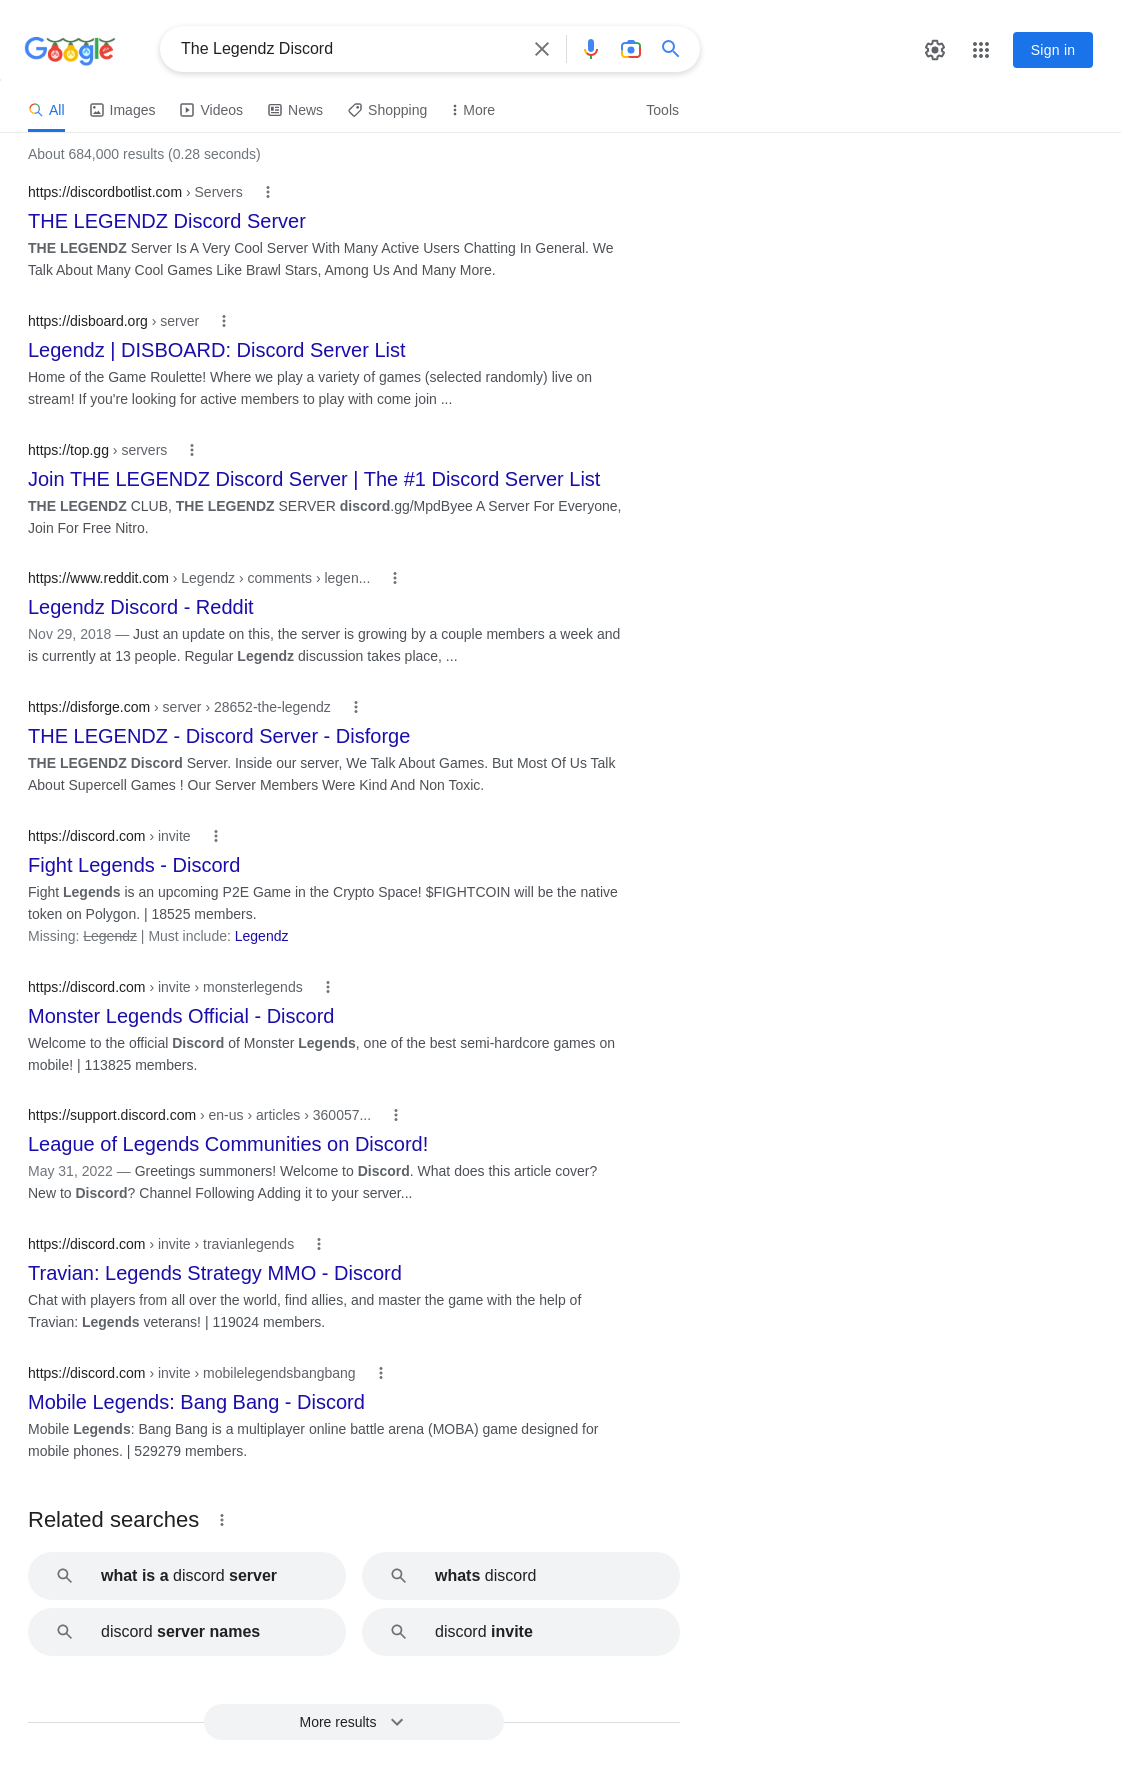 Google
The Legendz Discord
Sign in
All
Images
Videos
News
Shopping
More
Tools
About 684,000 results (0.28 seconds)
https://discordbotlist.com › Servers
THE LEGENDZ Discord Server
THE LEGENDZ Server Is A Very Cool Server With Many Active Users Chatting In General. We
Talk About Many Cool Games Like Brawl Stars, Among Us And Many More.
https://disboard.org › server
Legendz | DISBOARD: Discord Server List
Home of the Game Roulette! Where we play a variety of games (selected randomly) live on
stream! If you're looking for active members to play with come join ...
https://top.gg › servers
Join THE LEGENDZ Discord Server | The #1 Discord Server List
THE LEGENDZ CLUB, THE LEGENDZ SERVER discord.gg/MpdByee A Server For Everyone,
Join For Free Nitro.
https://www.reddit.com › Legendz › comments › legen...
Legendz Discord - Reddit
Nov 29, 2018 — Just an update on this, the server is growing by a couple members a week and
is currently at 13 people. Regular Legendz discussion takes place, ...
https://disforge.com › server › 28652-the-legendz
THE LEGENDZ - Discord Server - Disforge
THE LEGENDZ Discord Server. Inside our server, We Talk About Games. But Most Of Us Talk
About Supercell Games ! Our Server Members Were Kind And Non Toxic.
https://discord.com › invite
Fight Legends - Discord
Fight Legends is an upcoming P2E Game in the Crypto Space! $FIGHTCOIN will be the native
token on Polygon. | 18525 members.
Missing: Legendz | Must include: Legendz
https://discord.com › invite › monsterlegends
Monster Legends Official - Discord
Welcome to the official Discord of Monster Legends, one of the best semi-hardcore games on
mobile! | 113825 members.
https://support.discord.com › en-us › articles › 360057...
League of Legends Communities on Discord!
May 31, 2022 — Greetings summoners! Welcome to Discord. What does this article cover?
New to Discord? Channel Following Adding it to your server...
https://discord.com › invite › travianlegends
Travian: Legends Strategy MMO - Discord
Chat with players from all over the world, find allies, and master the game with the help of
Travian: Legends veterans! | 119024 members.
https://discord.com › invite › mobilelegendsbangbang
Mobile Legends: Bang Bang - Discord
Mobile Legends: Bang Bang is a multiplayer online battle arena (MOBA) game designed for
mobile phones. | 529279 members.
Related searches
what is a discord server
whats discord
discord server names
discord invite
More results